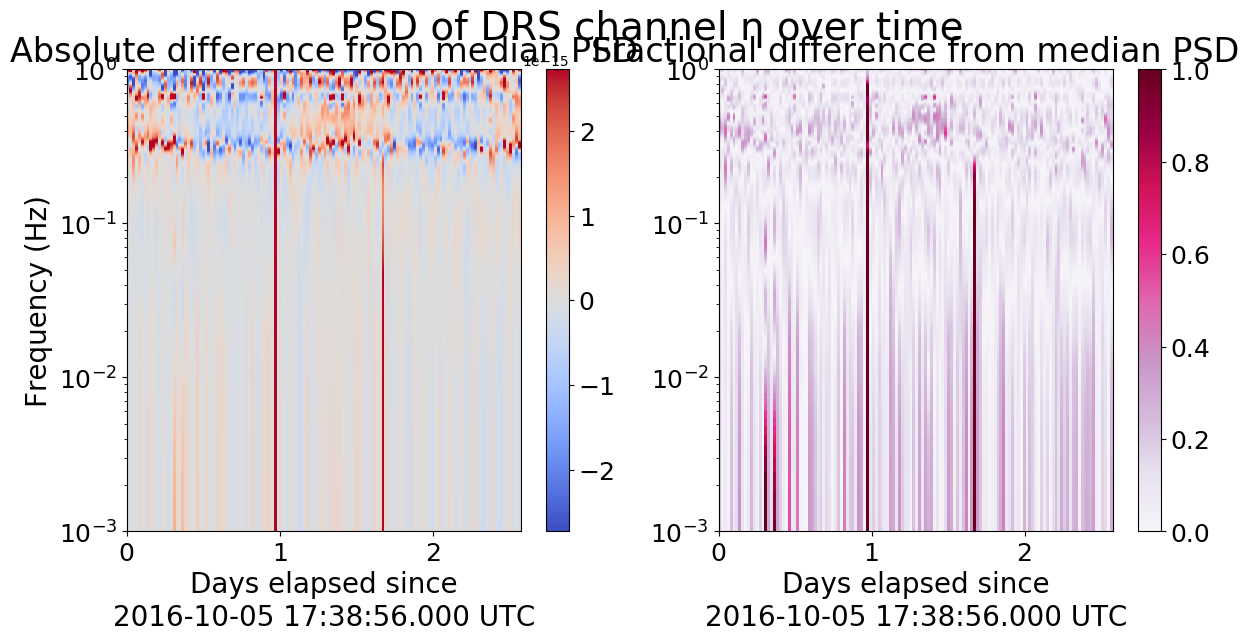 PSD of DRS channel η over time
Absolute difference from median PSD
Fractional difference from median PSD
1e−15
10^0
10^−1
10^−2
10^−3
Frequency (Hz)
0 1 2
Days elapsed since
2016-10-05 17:38:56.000 UTC
2
1
0
−1
−2
10^0
10^−1
10^−2
10^−3
0 1 2
Days elapsed since
2016-10-05 17:38:56.000 UTC
1.0
0.8
0.6
0.4
0.2
0.0